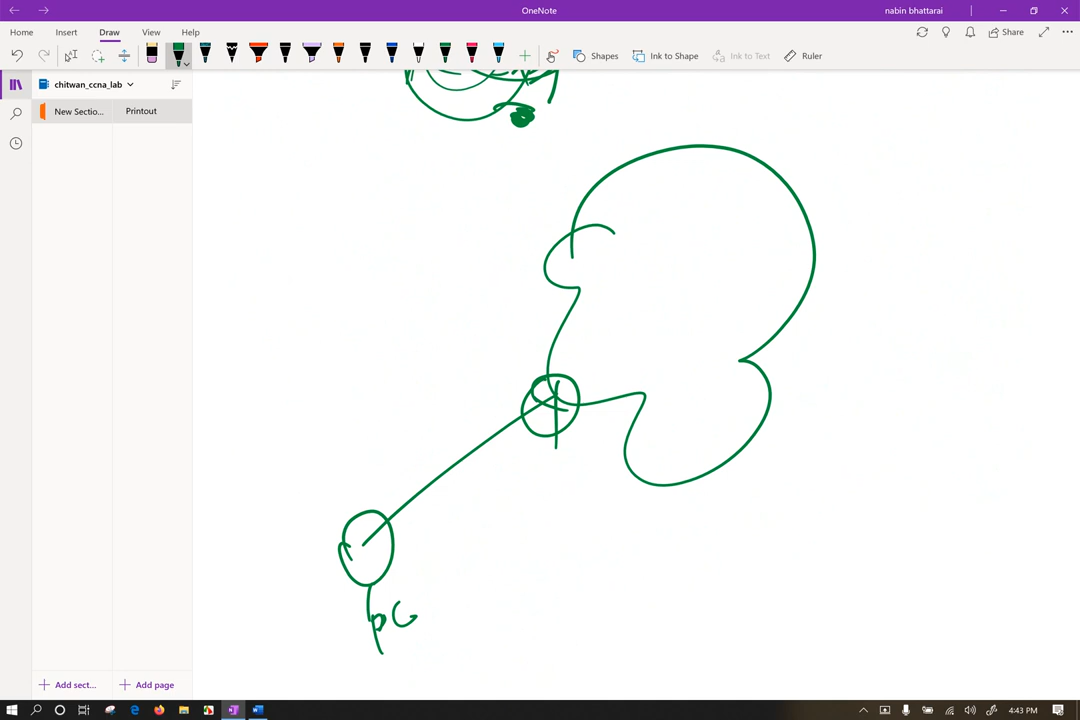 OneNote
nabin bhattarai
Home Insert Draw View Help
Share
Shapes Ink to Shape Ink to Text Ruler
chitwan_ccna_lab
New Sectio... Printout
pC
Add sect... Add page
4:43 PM